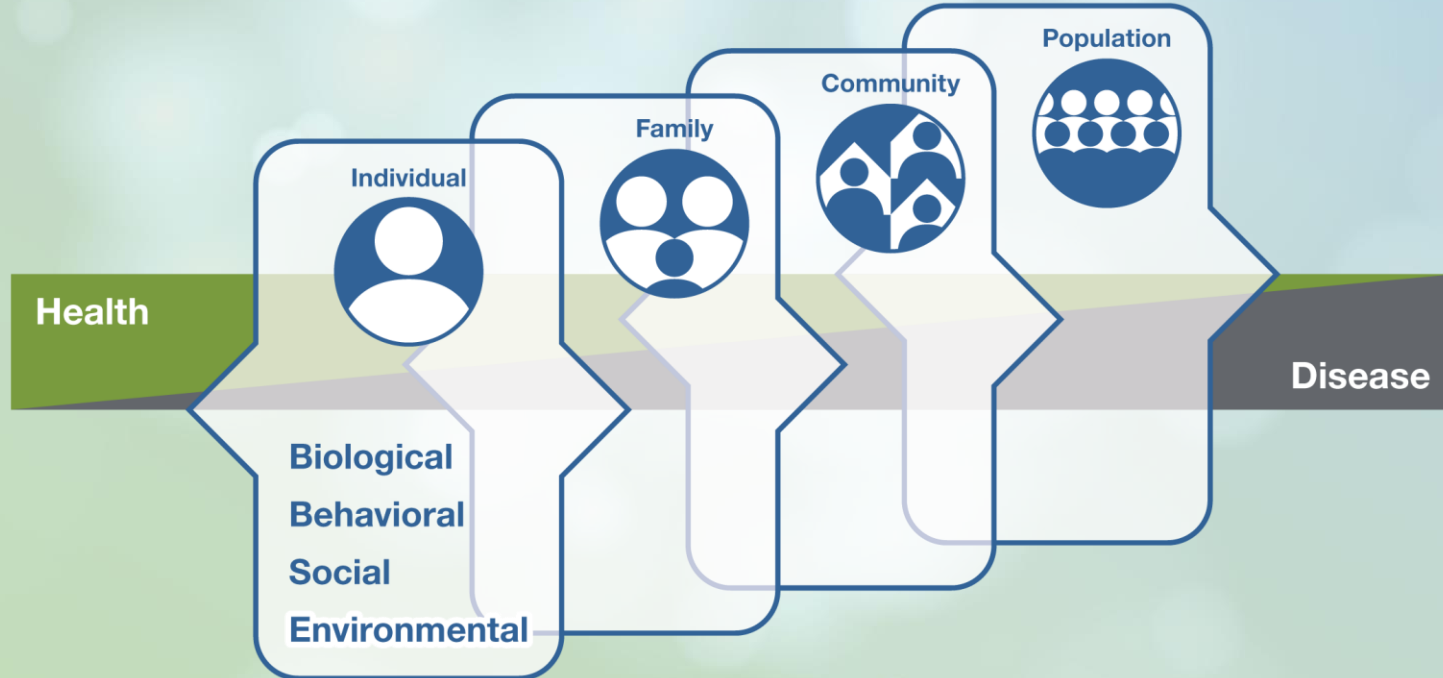 Population
Community
Family
Individual
Health
Disease
Biological
Behavioral
Social
Environmental